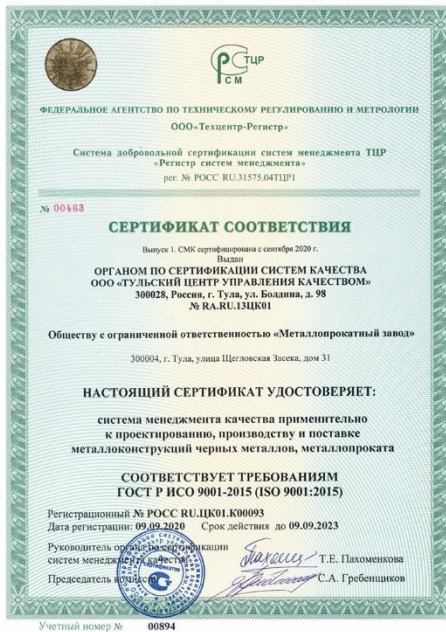 РС ТЦР
СМ
ФЕДЕРАЛЬНОЕ АГЕНТСТВО ПО ТЕХНИЧЕСКОМУ РЕГУЛИРОВАНИЮ И МЕТРОЛОГИИ
ООО «Техцентр-Регистр»
Система добровольной сертификации систем менеджмента ТЦР
«Регистр систем менеджмента»
рег. № РОСС RU.31575.04ТЦР1
№ 00463
СЕРТИФИКАТ СООТВЕТСТВИЯ
Выпуск 1. СМК сертифицирована с сентября 2020 г.
Выдан
ОРГАНОМ ПО СЕРТИФИКАЦИИ СИСТЕМ КАЧЕСТВА
ООО «ТУЛЬСКИЙ ЦЕНТР УПРАВЛЕНИЯ КАЧЕСТВОМ»
300028, Россия, г. Тула, ул. Болдина, д. 98
№ RA.RU.13ЦК01
Обществу с ограниченной ответственностью «Металлопрокатный завод»
300004, г. Тула, улица Щегловская Засека, дом 31
НАСТОЯЩИЙ СЕРТИФИКАТ УДОСТОВЕРЯЕТ:
система менеджмента качества применительно
к проектированию, производству и поставке
металлоконструкций черных металлов, металлопроката
СООТВЕТСТВУЕТ ТРЕБОВАНИЯМ
ГОСТ Р ИСО 9001-2015 (ISO 9001:2015)
Регистрационный № РОСС RU.ЦК01.К00093
Дата регистрации: 09.09.2020 Срок действия до 09.09.2023
Руководитель органа по сертификации
систем менеджмента качества Т.Е. Пахоменкова
Председатель комиссии С.А. Гребенщиков
Учетный номер № 00894